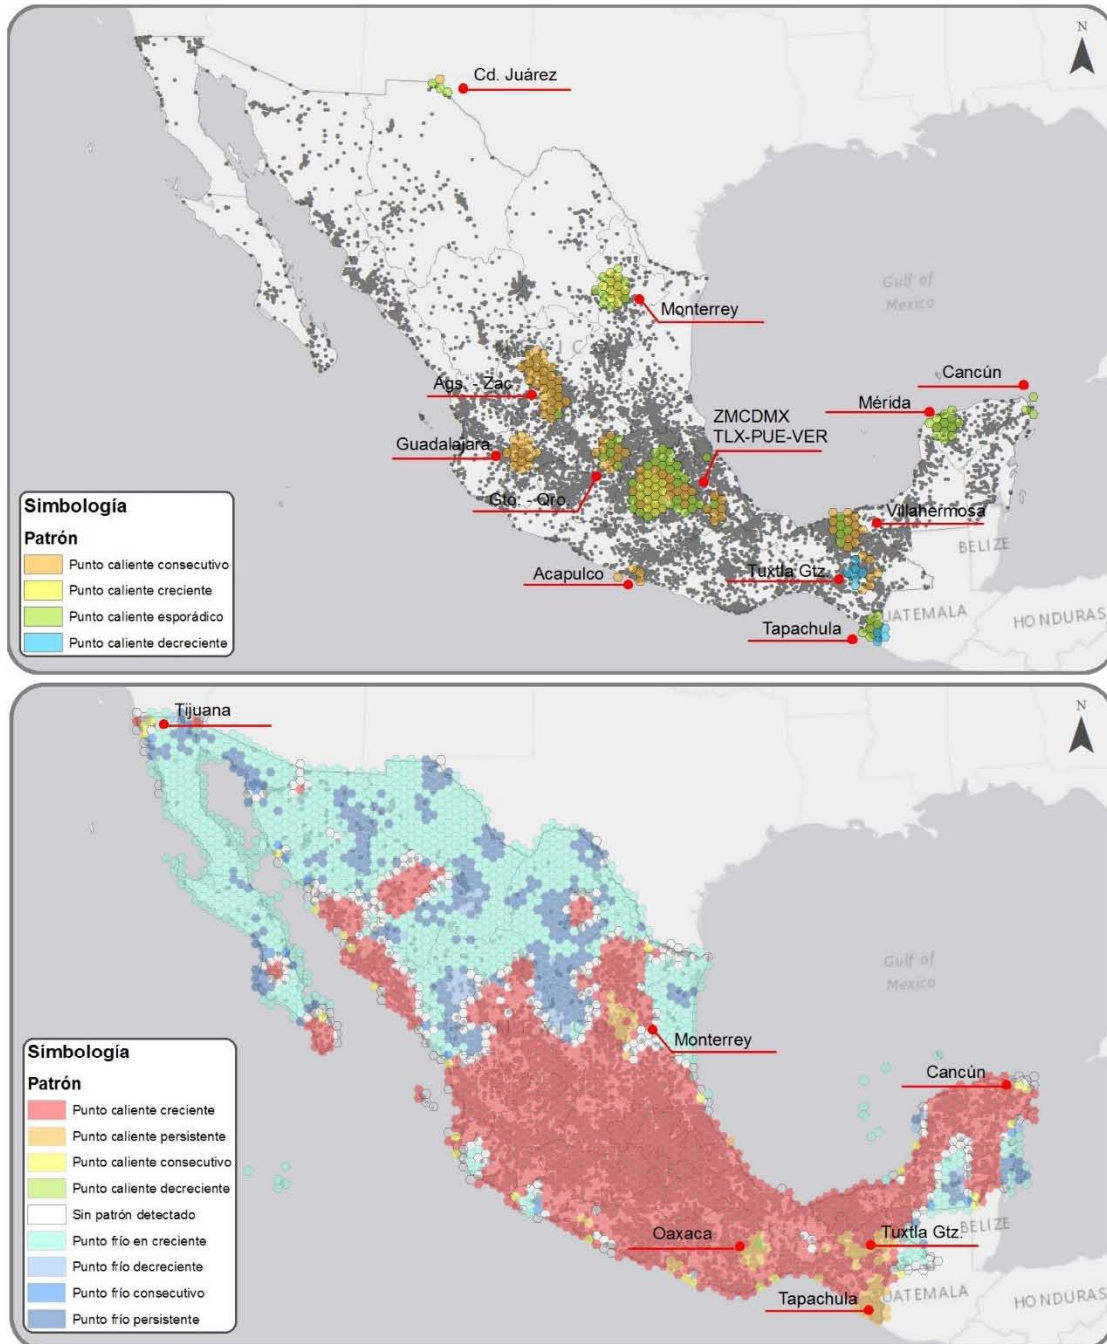 N
Cd. Juárez
Gulf of
Mexico
Monterrey
Cancún
Ags. - Zac
Mérida
ZMCDMX
TLX-PUE-VER
Guadalajara
Simbología
Gto. - Qro.
Patrón
Villahermosa
Punto caliente consecutivo
BELIZE
Punto caliente creciente
Acapulco
Tuxtla Gtz.
Punto caliente esporádico
GUATEMALA
HONDURAS
Punto caliente decreciente
Tapachula
Tijuana
N
Gulf of
Mexico
Simbología
Monterrey
Patrón
Cancún
Punto caliente creciente
Punto caliente persistente
Punto caliente consecutivo
Punto caliente decreciente
Sin patrón detectado
BELIZE
Oaxaca
Tuxtla Gtz.
Punto frío en creciente
Punto frío decreciente
Punto frío consecutivo
Tapachula
GUATEMALA
HONDURAS
Punto frío persistente